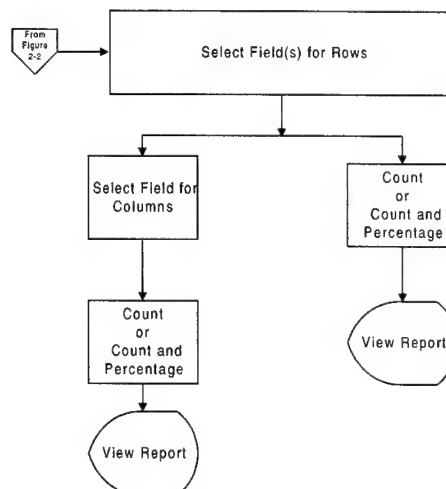 From
Figure
2-2
Select Field(s) for Rows
Select Field for
Columns
Count
or
Count and
Percentage
Count
or
Count and
Percentage
View Report
View Report